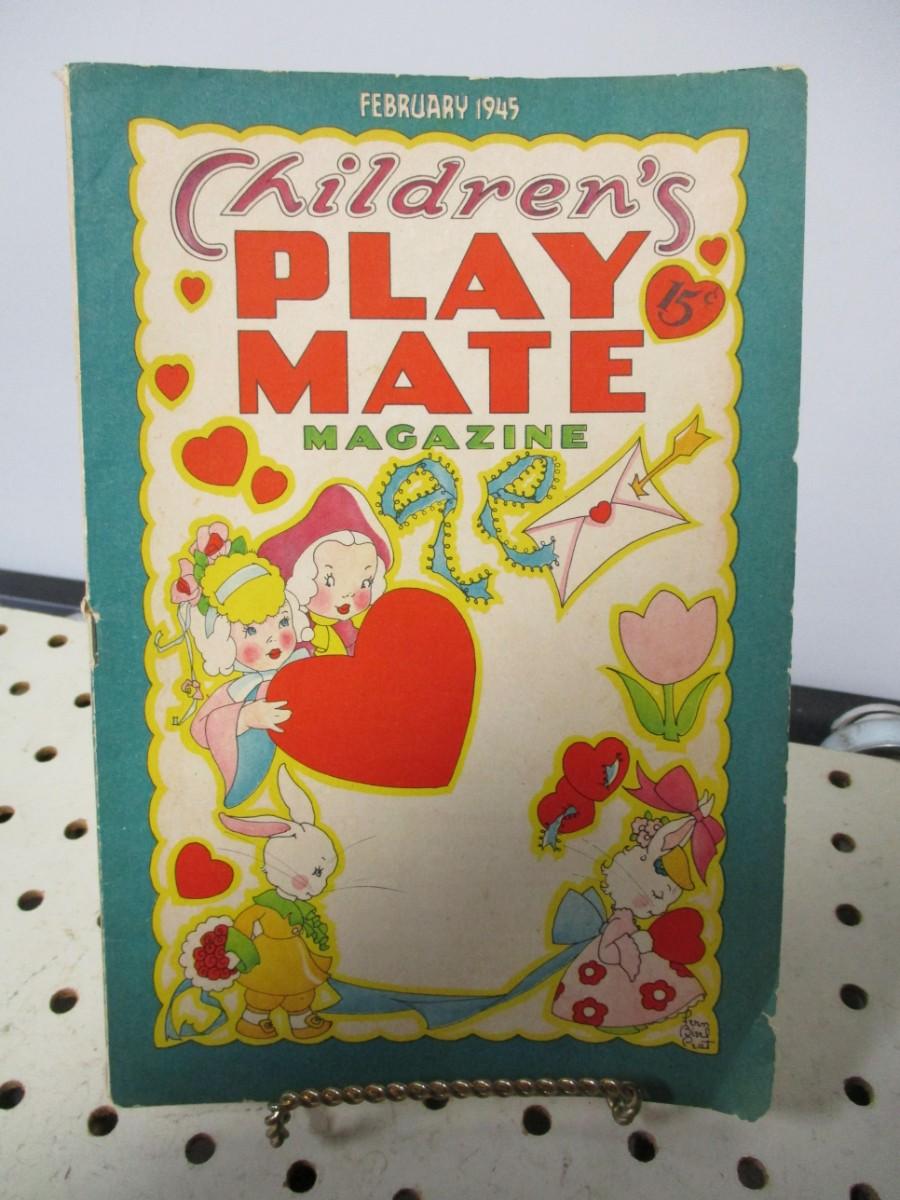 FEBRUARY 1945
Children's
PLAY
15¢
MATE
MAGAZINE